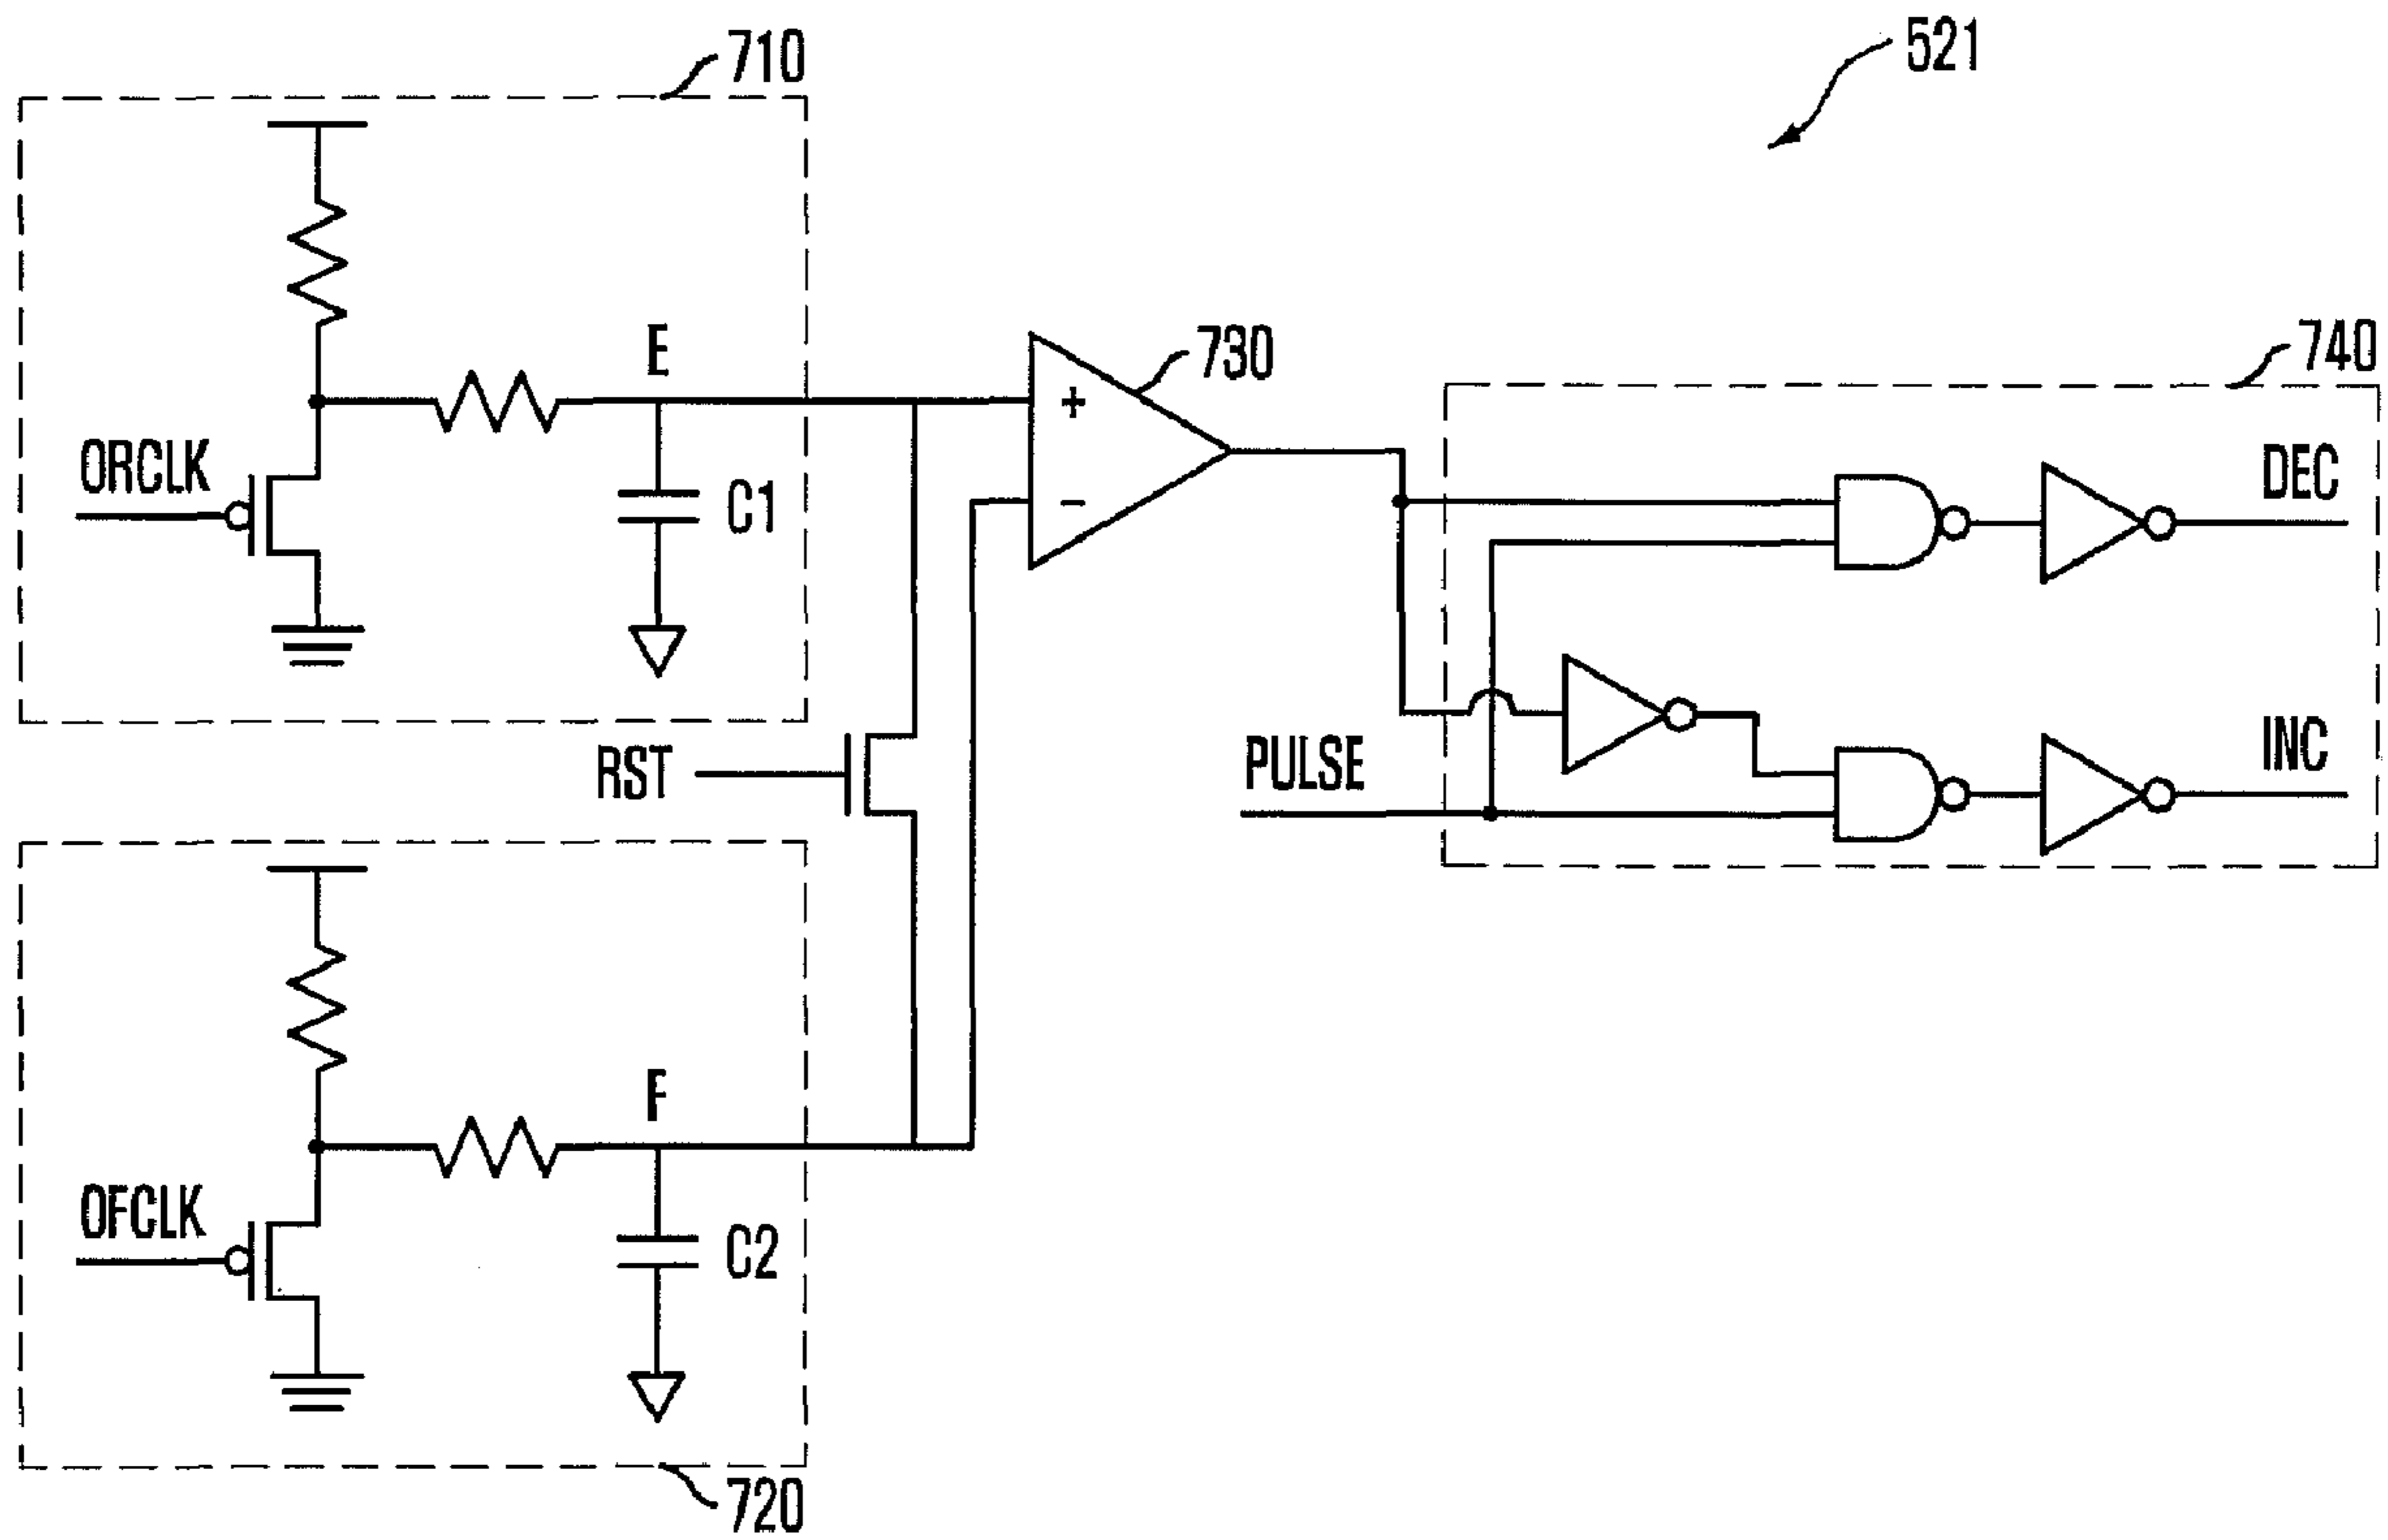 710
521
E
730
740
ORCLK
C1
+
−
DEC
RST
PULSE
INC
F
OFCLK
C2
720